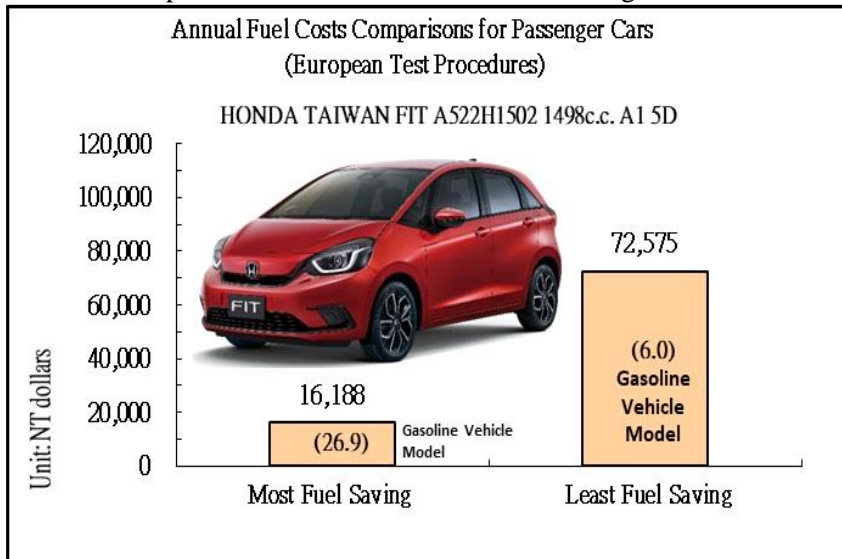 Annual Fuel Costs Comparisons for Passenger Cars
(European Test Procedures)
HONDA TAIWAN FIT A522H1502 1498c.c. A1 5D
120,000
100,000
80,000
60,000
40,000
20,000
0
Unit: NT dollars
FIT
16,188
(26.9)
Gasoline Vehicle
Model
72,575
(6.0)
Gasoline
Vehicle
Model
Most Fuel Saving
Least Fuel Saving